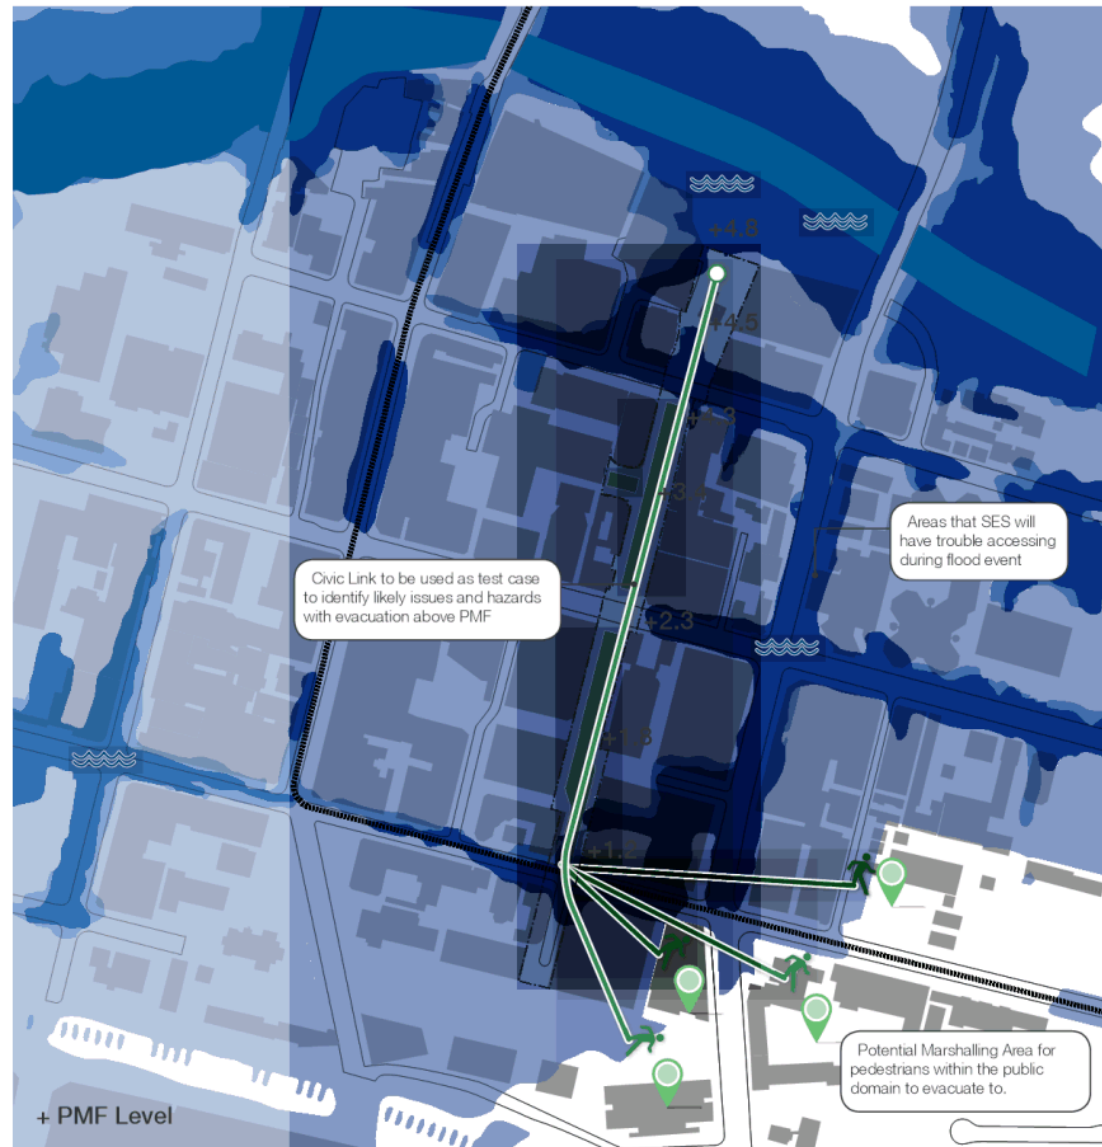 +4.8
+4.5
+4.3
Areas that SES will
have trouble accessing
during flood event
Civic Link to be used as test case
to identify likely issues and hazards
with evacuation above PMF
+2.3
+1.2
Potential Marshalling Area for
pedestrians within the public
domain to evacuate to.
+ PMF Level